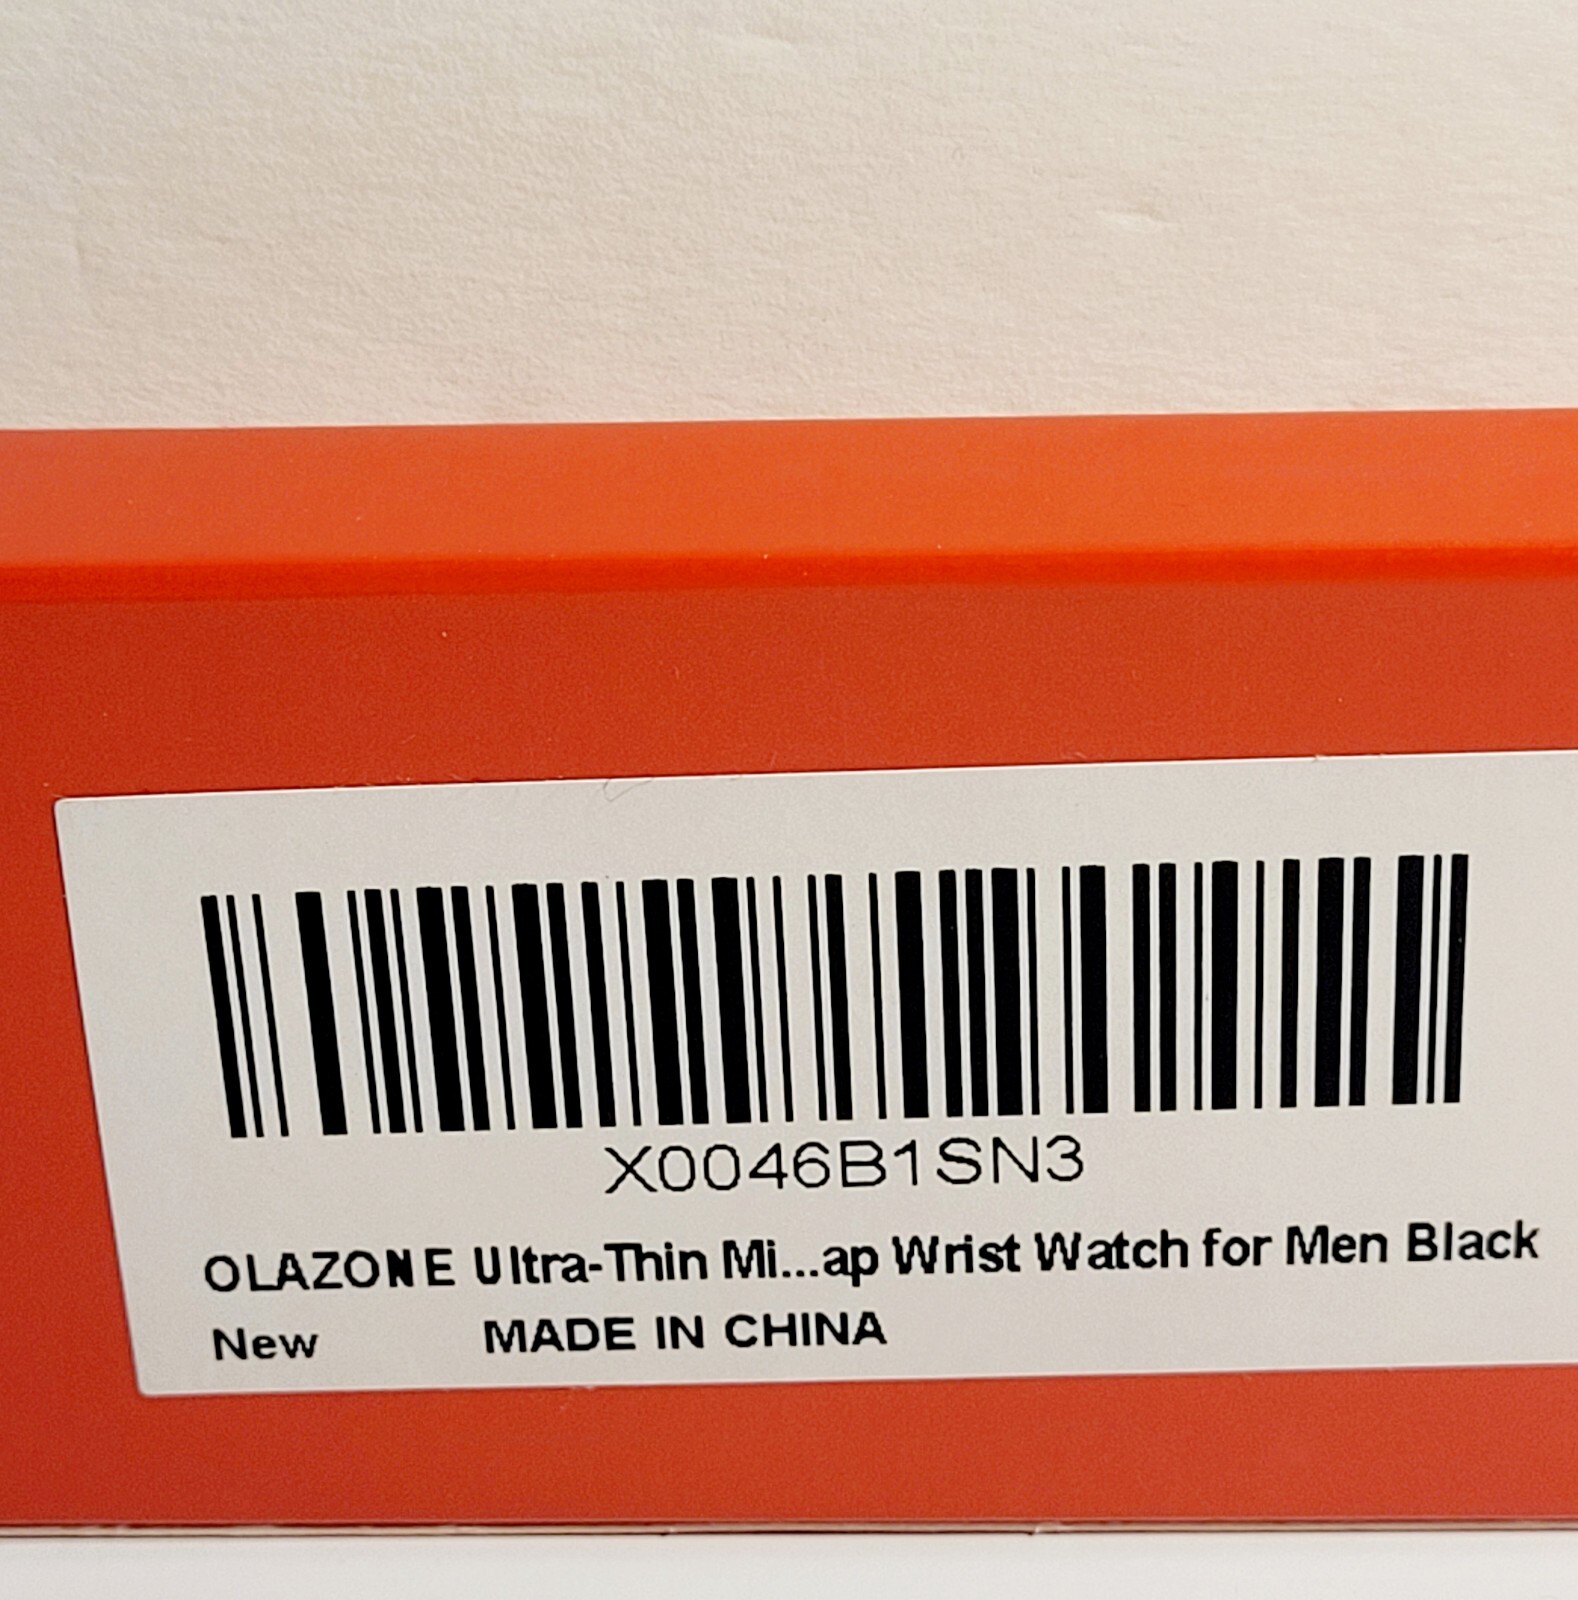 X0046B1SN3
OLAZONE Ultra-Thin Mi...ap Wrist Watch for Men Black
New MADE IN CHINA